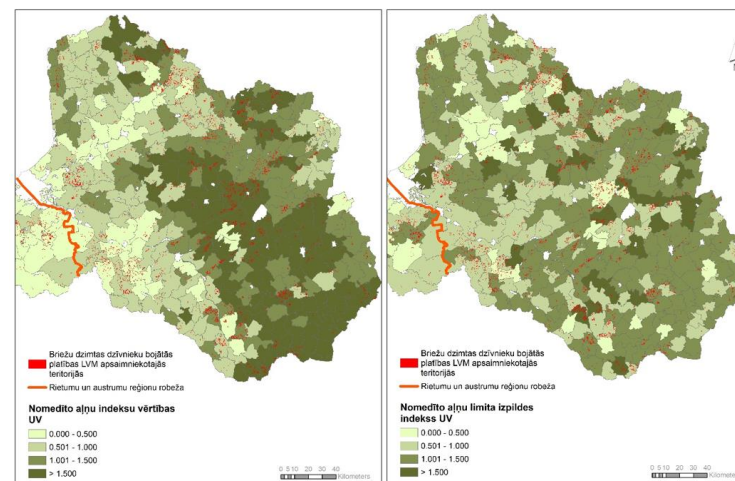 Briežu dzimtas dzīvnieku bojātās
platības LVM apsaimniekotajās
teritorijās
Rietumu un austrumu reģionu robeža
Nomedīto aļņu indeksu vērtības
UV
0.000 - 0.500
0.501 - 1.000
1.001 - 1.500
> 1.500
0 5 10 20 30 40
Kilometers
Briežu dzimtas dzīvnieku bojātās
platības LVM apsaimniekotajās
teritorijās
Rietumu un austrumu reģionu robeža
Nomedīto aļņu limita izpildes
indekss UV
0.000 - 0.500
0.501 - 1.000
1.001 - 1.500
> 1.500
0 5 10 20 30 40
Kilometers